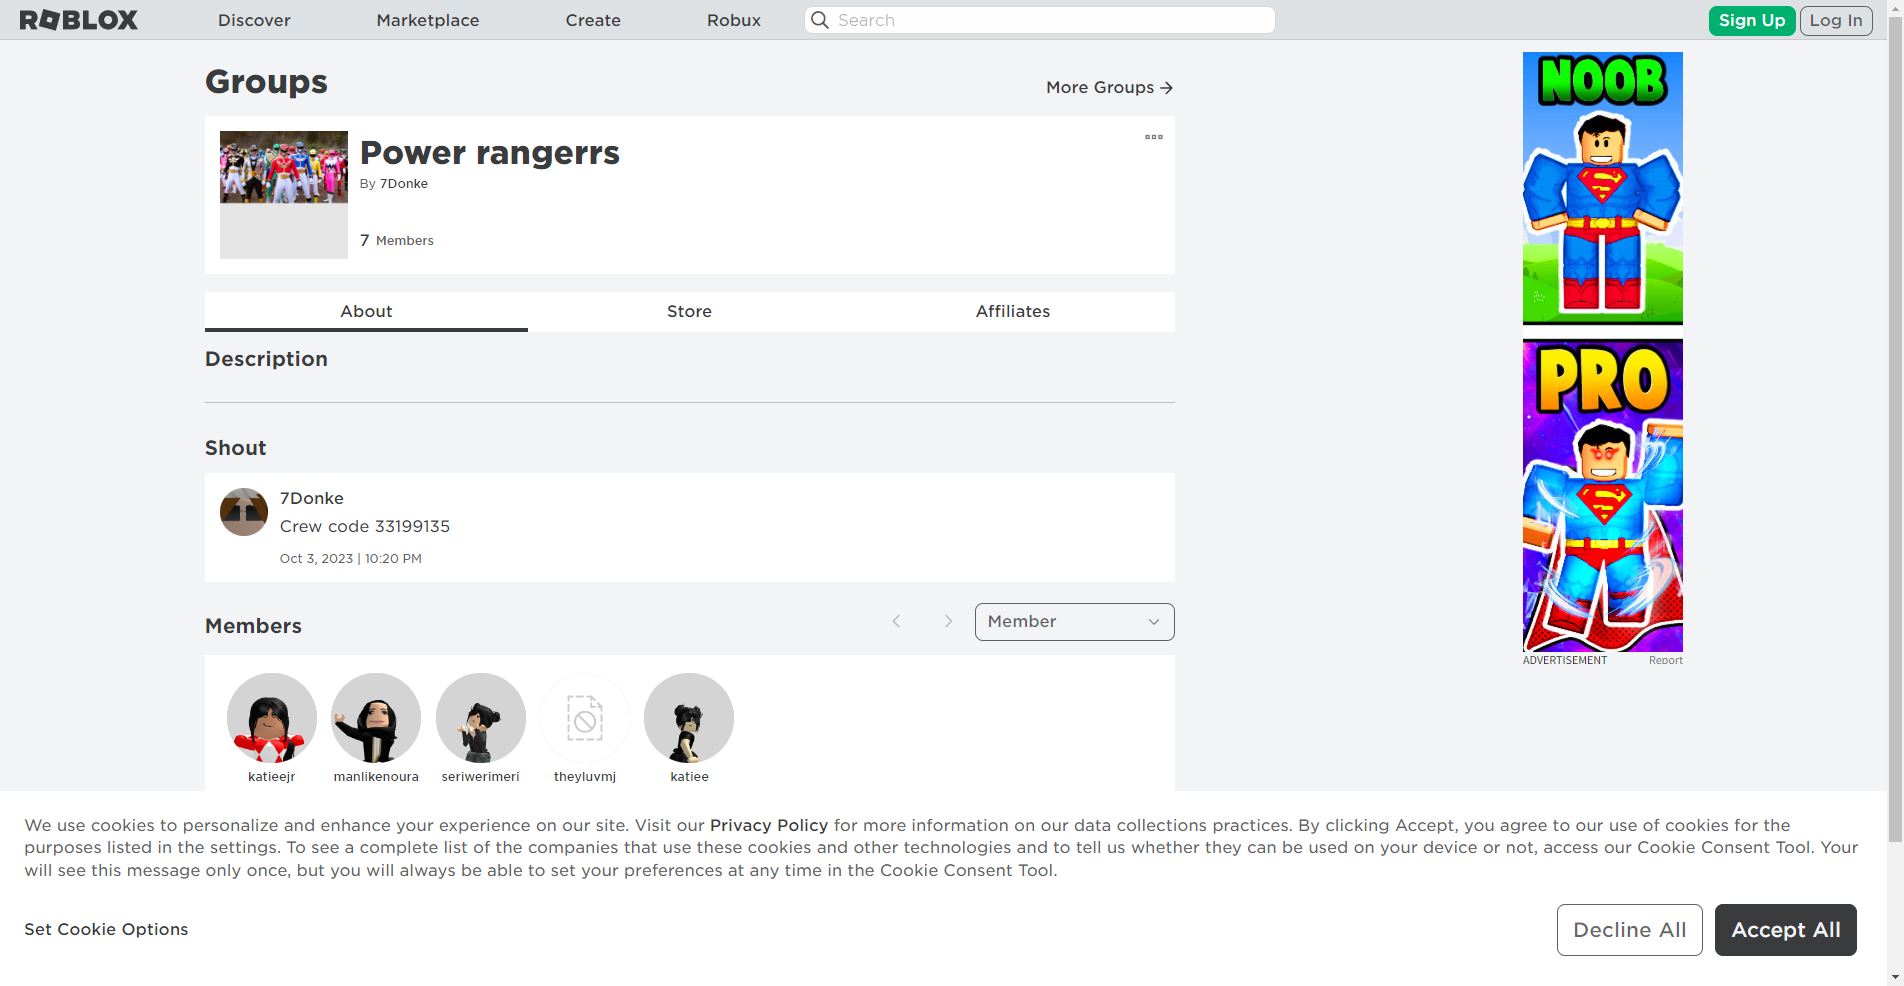 ROBLOX Discover Marketplace Create Robux Search Sign Up Log In
Groups
More Groups
Power rangerrs
By 7Donke
7 Members
About Store Affiliates
Description
Shout
7Donke
Crew code 33199135
Oct 3, 2023 | 10:20 PM
Members
Member
katieejr manlikenoura seriwerimeri theyluvmj katiee
NOOB
PRO
ADVERTISEMENT Report
We use cookies to personalize and enhance your experience on our site. Visit our Privacy Policy for more information on our data collections practices. By clicking Accept, you agree to our use of cookies for the
purposes listed in the settings. To see a complete list of the companies that use these cookies and other technologies and to tell us whether they can be used on your device or not, access our Cookie Consent Tool. Your
will see this message only once, but you will always be able to set your preferences at any time in the Cookie Consent Tool.
Set Cookie Options
Decline All
Accept All